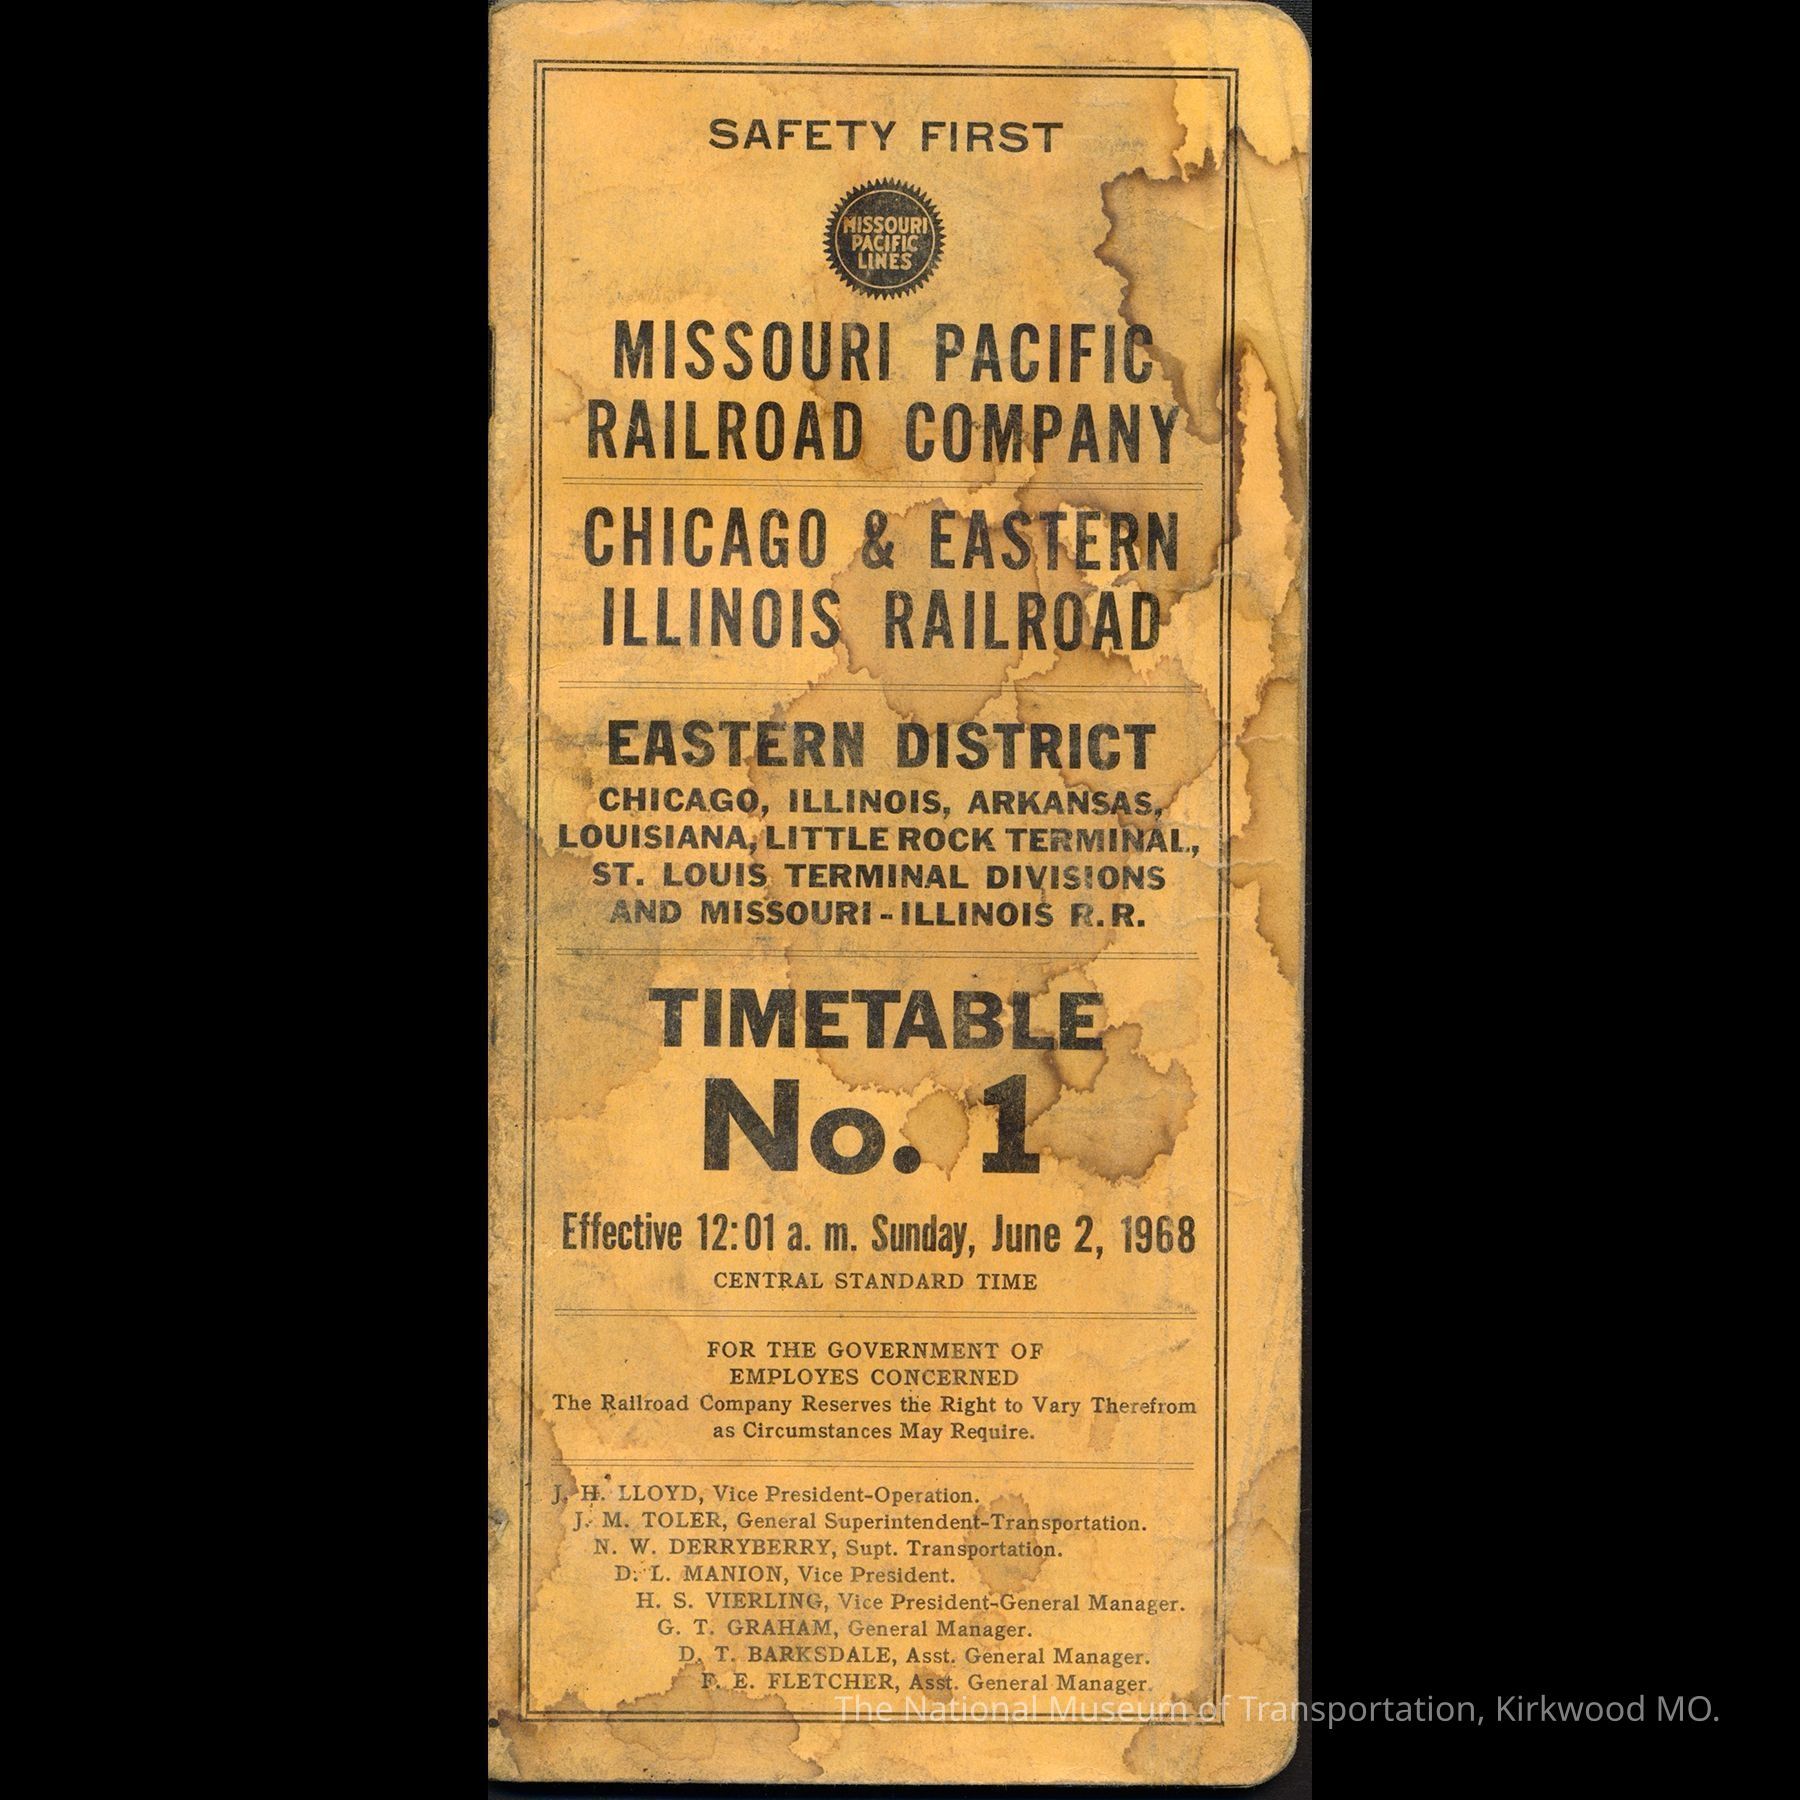 SAFETY FIRST
MISSOURI
PACIFIC
LINES
MISSOURI PACIFIC
RAILROAD COMPANY
CHICAGO & EASTERN
ILLINOIS RAILROAD
EASTERN DISTRICT
CHICAGO, ILLINOIS, ARKANSAS,
LOUISIANA, LITTLE ROCK TERMINAL,
ST. LOUIS TERMINAL DIVISIONS
AND MISSOURI-ILLINOIS R.R.
TIMETABLE
No. 1
Effective 12:01 a. m. Sunday, June 2, 1968
CENTRAL STANDARD TIME
FOR THE GOVERNMENT OF
EMPLOYES CONCERNED
The Railroad Company Reserves the Right to Vary Therefrom
as Circumstances May Require.
J. H. LLOYD, Vice President-Operation.
J. M. TOLER, General Superintendent-Transportation.
N. W. DERRYBERRY, Supt. Transportation.
D. L. MANION, Vice President.
H. S. VIERLING, Vice President-General Manager.
G. T. GRAHAM, General Manager.
D. T. BARKSDALE, Asst. General Manager.
F. E. FLETCHER, Asst. General Manager.
The National Museum of Transportation, Kirkwood MO.